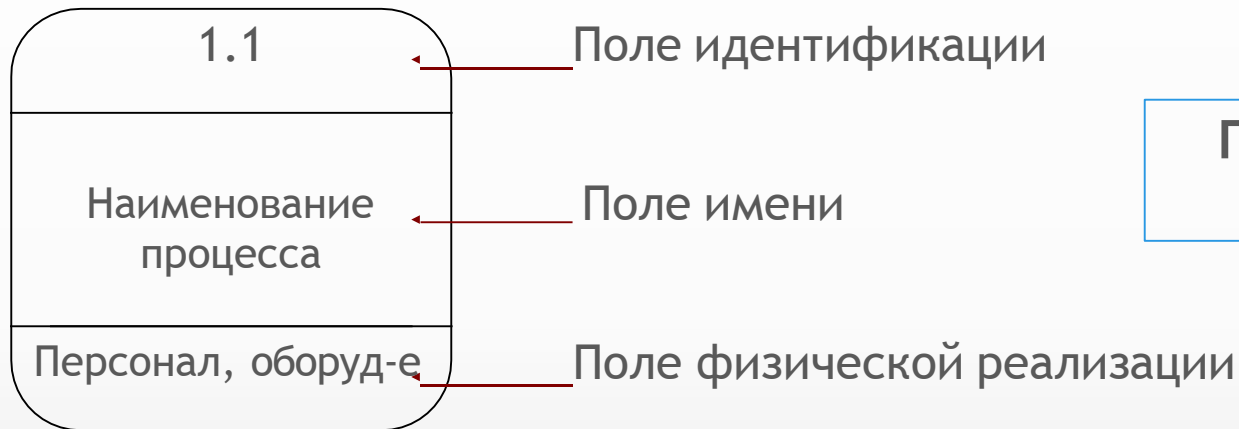 1.1
Поле идентификации
Наименование
процесса
Поле имени
Персонал, оборуд-е
Поле физической реализации